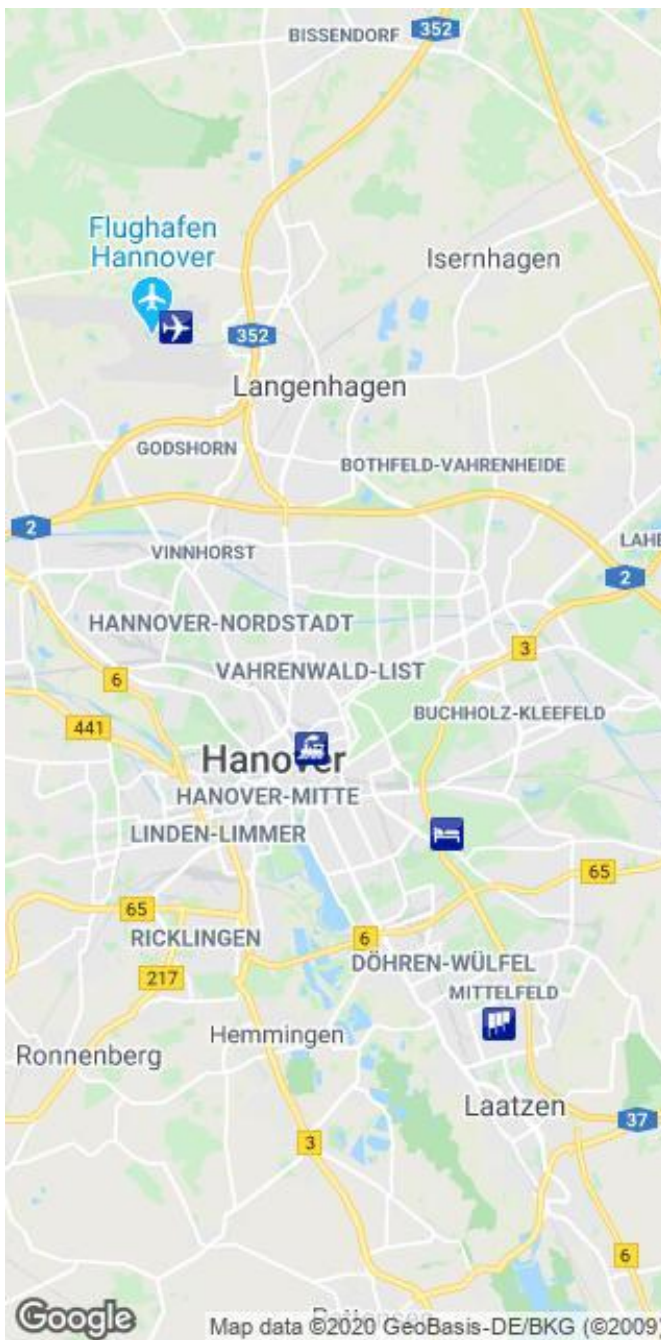 BISSENDORF
352
Flughafen
Hannover
Isernhagen
352
Langenhagen
GODSHORN
BOTHFELD-VAHRENHEIDE
2
VINNHORST
LAHE
2
HANNOVER-NORDSTADT
3
VAHRENWALD-LIST
6
BUCHHOLZ-KLEEFELD
441
Hanover
HANOVER-MITTE
LINDEN-LIMMER
65
65
6
RICKLINGEN
DÖHREN-WÜLFEL
217
MITTELFELD
Hemmingen
Ronnenberg
Laatzen
37
3
6
Google
Map data ©2020 GeoBasis-DE/BKG (©2009)